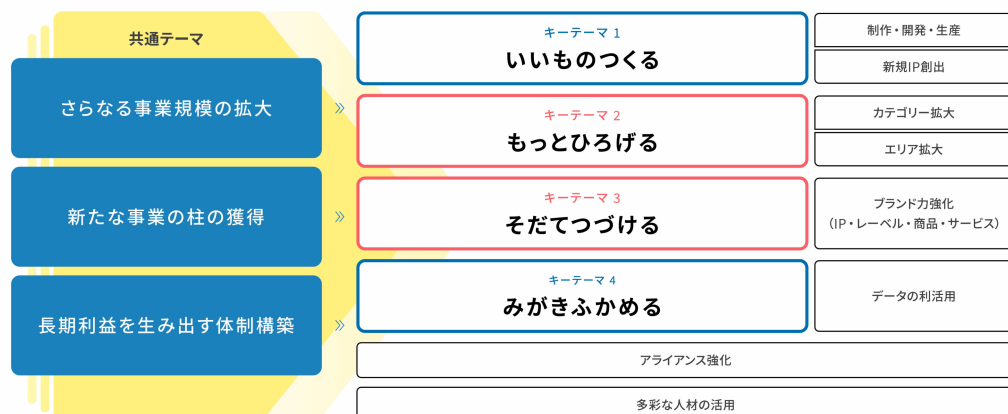 共通テーマ
さらなる事業規模の拡大
»
新たな事業の柱の獲得
»
長期利益を生み出す体制構築
»
キーテーマ 1
いいものつくる
制作・開発・生産
新規IP創出
キーテーマ 2
もっとひろげる
カテゴリー拡大
エリア拡大
キーテーマ 3
そだてつづける
ブランド力強化
（IP・レーベル・商品・サービス）
キーテーマ 4
みがきふかめる
データの利活用
アライアンス強化
多彩な人材の活用